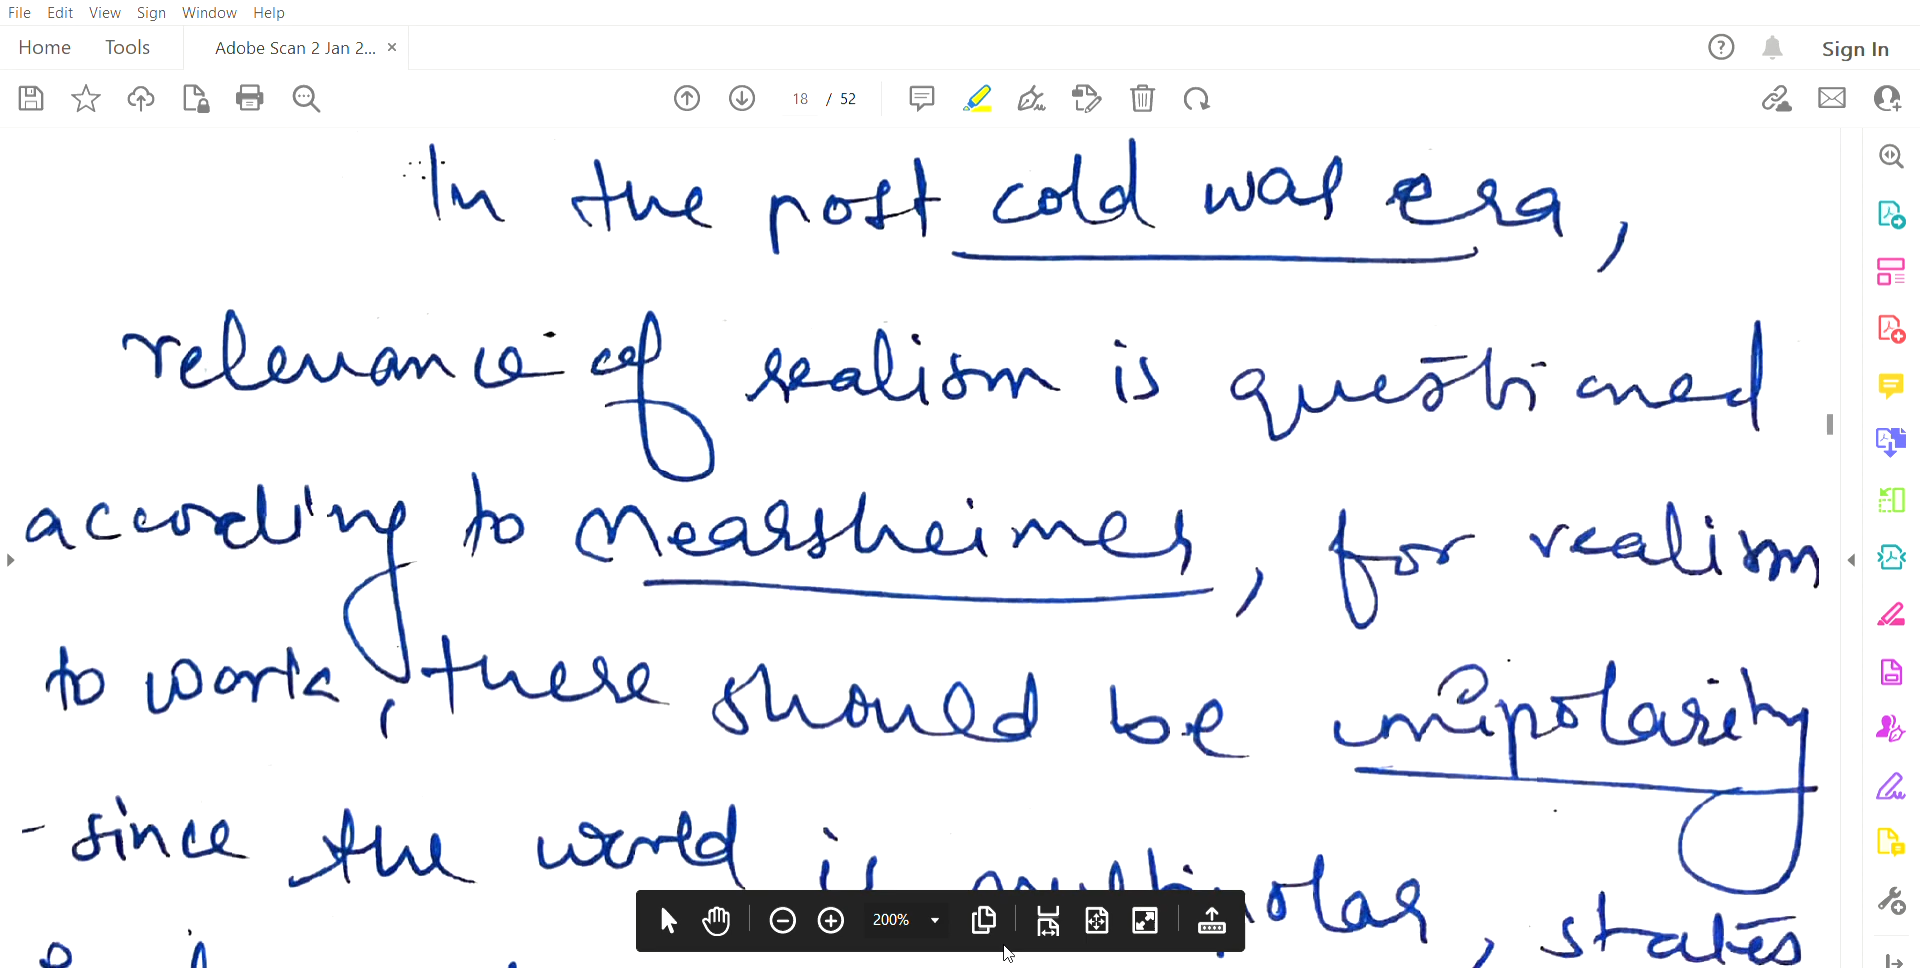 File Edit View Sign Window Help
Home Tools Adobe Scan 2 Jan 2... × Sign In
18 / 52
In the post cold war era,
relevance of realism is questioned
according to Mearsheimer, for realism
to work, there should be unipolarity
- since the world is multipolar, states
200%